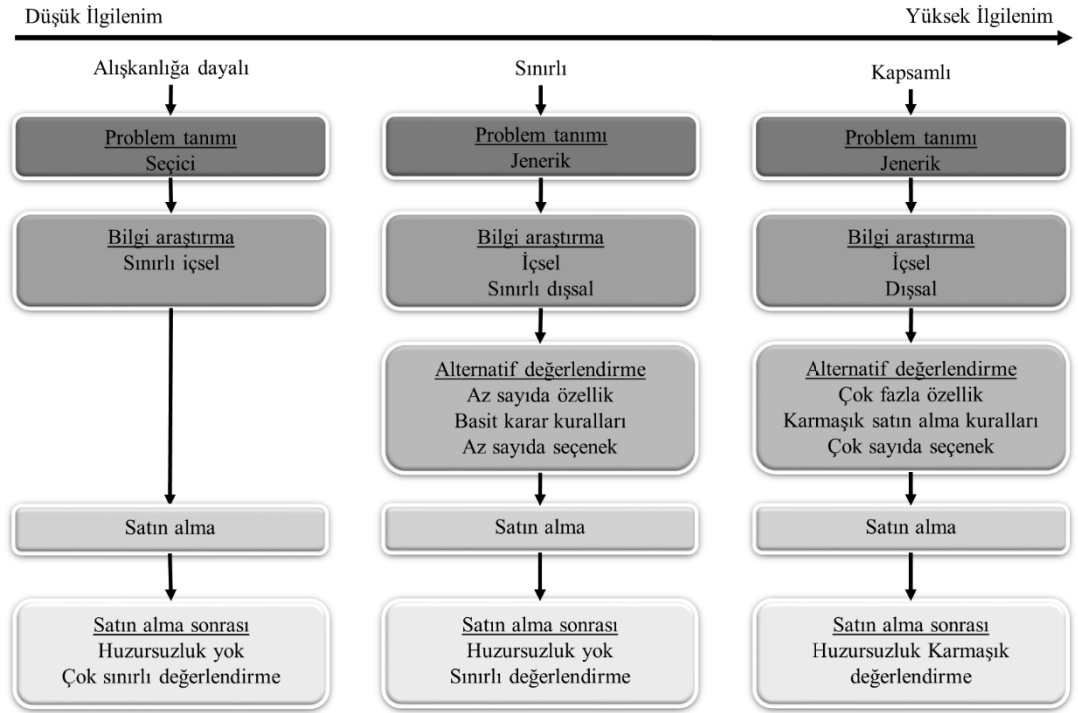 Düşük İlgilenim
Yüksek İlgilenim
Alışkanlığa dayalı
Problem tanımı
Seçici
Bilgi araştırma
Sınırlı içsel
Satın alma
Satın alma sonrası
Huzursuzluk yok
Çok sınırlı değerlendirme
Sınırlı
Problem tanımı
Jenerik
Bilgi araştırma
İçsel
Sınırlı dışsal
Alternatif değerlendirme
Az sayıda özellik
Basit karar kuralları
Az sayıda seçenek
Satın alma
Satın alma sonrası
Huzursuzluk yok
Sınırlı değerlendirme
Kapsamlı
Problem tanımı
Jenerik
Bilgi araştırma
İçsel
Dışsal
Alternatif değerlendirme
Çok fazla özellik
Karmaşık satın alma kuralları
Çok sayıda seçenek
Satın alma
Satın alma sonrası
Huzursuzluk Karmaşık
değerlendirme